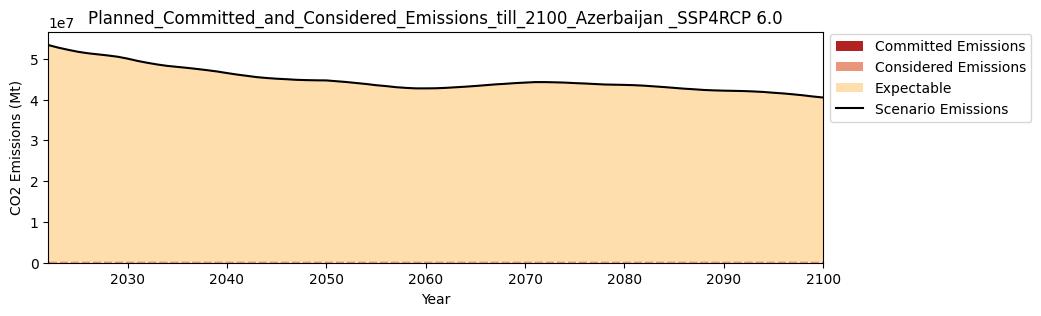 Planned_Committed_and_Considered_Emissions_till_2100_Azerbaijan _SSP4RCP 6.0
1e7
5
4
3
2
1
0
CO2 Emissions (Mt)
2030 2040 2050 2060 2070 2080 2090 2100
Year
Committed Emissions
Considered Emissions
Expectable
Scenario Emissions